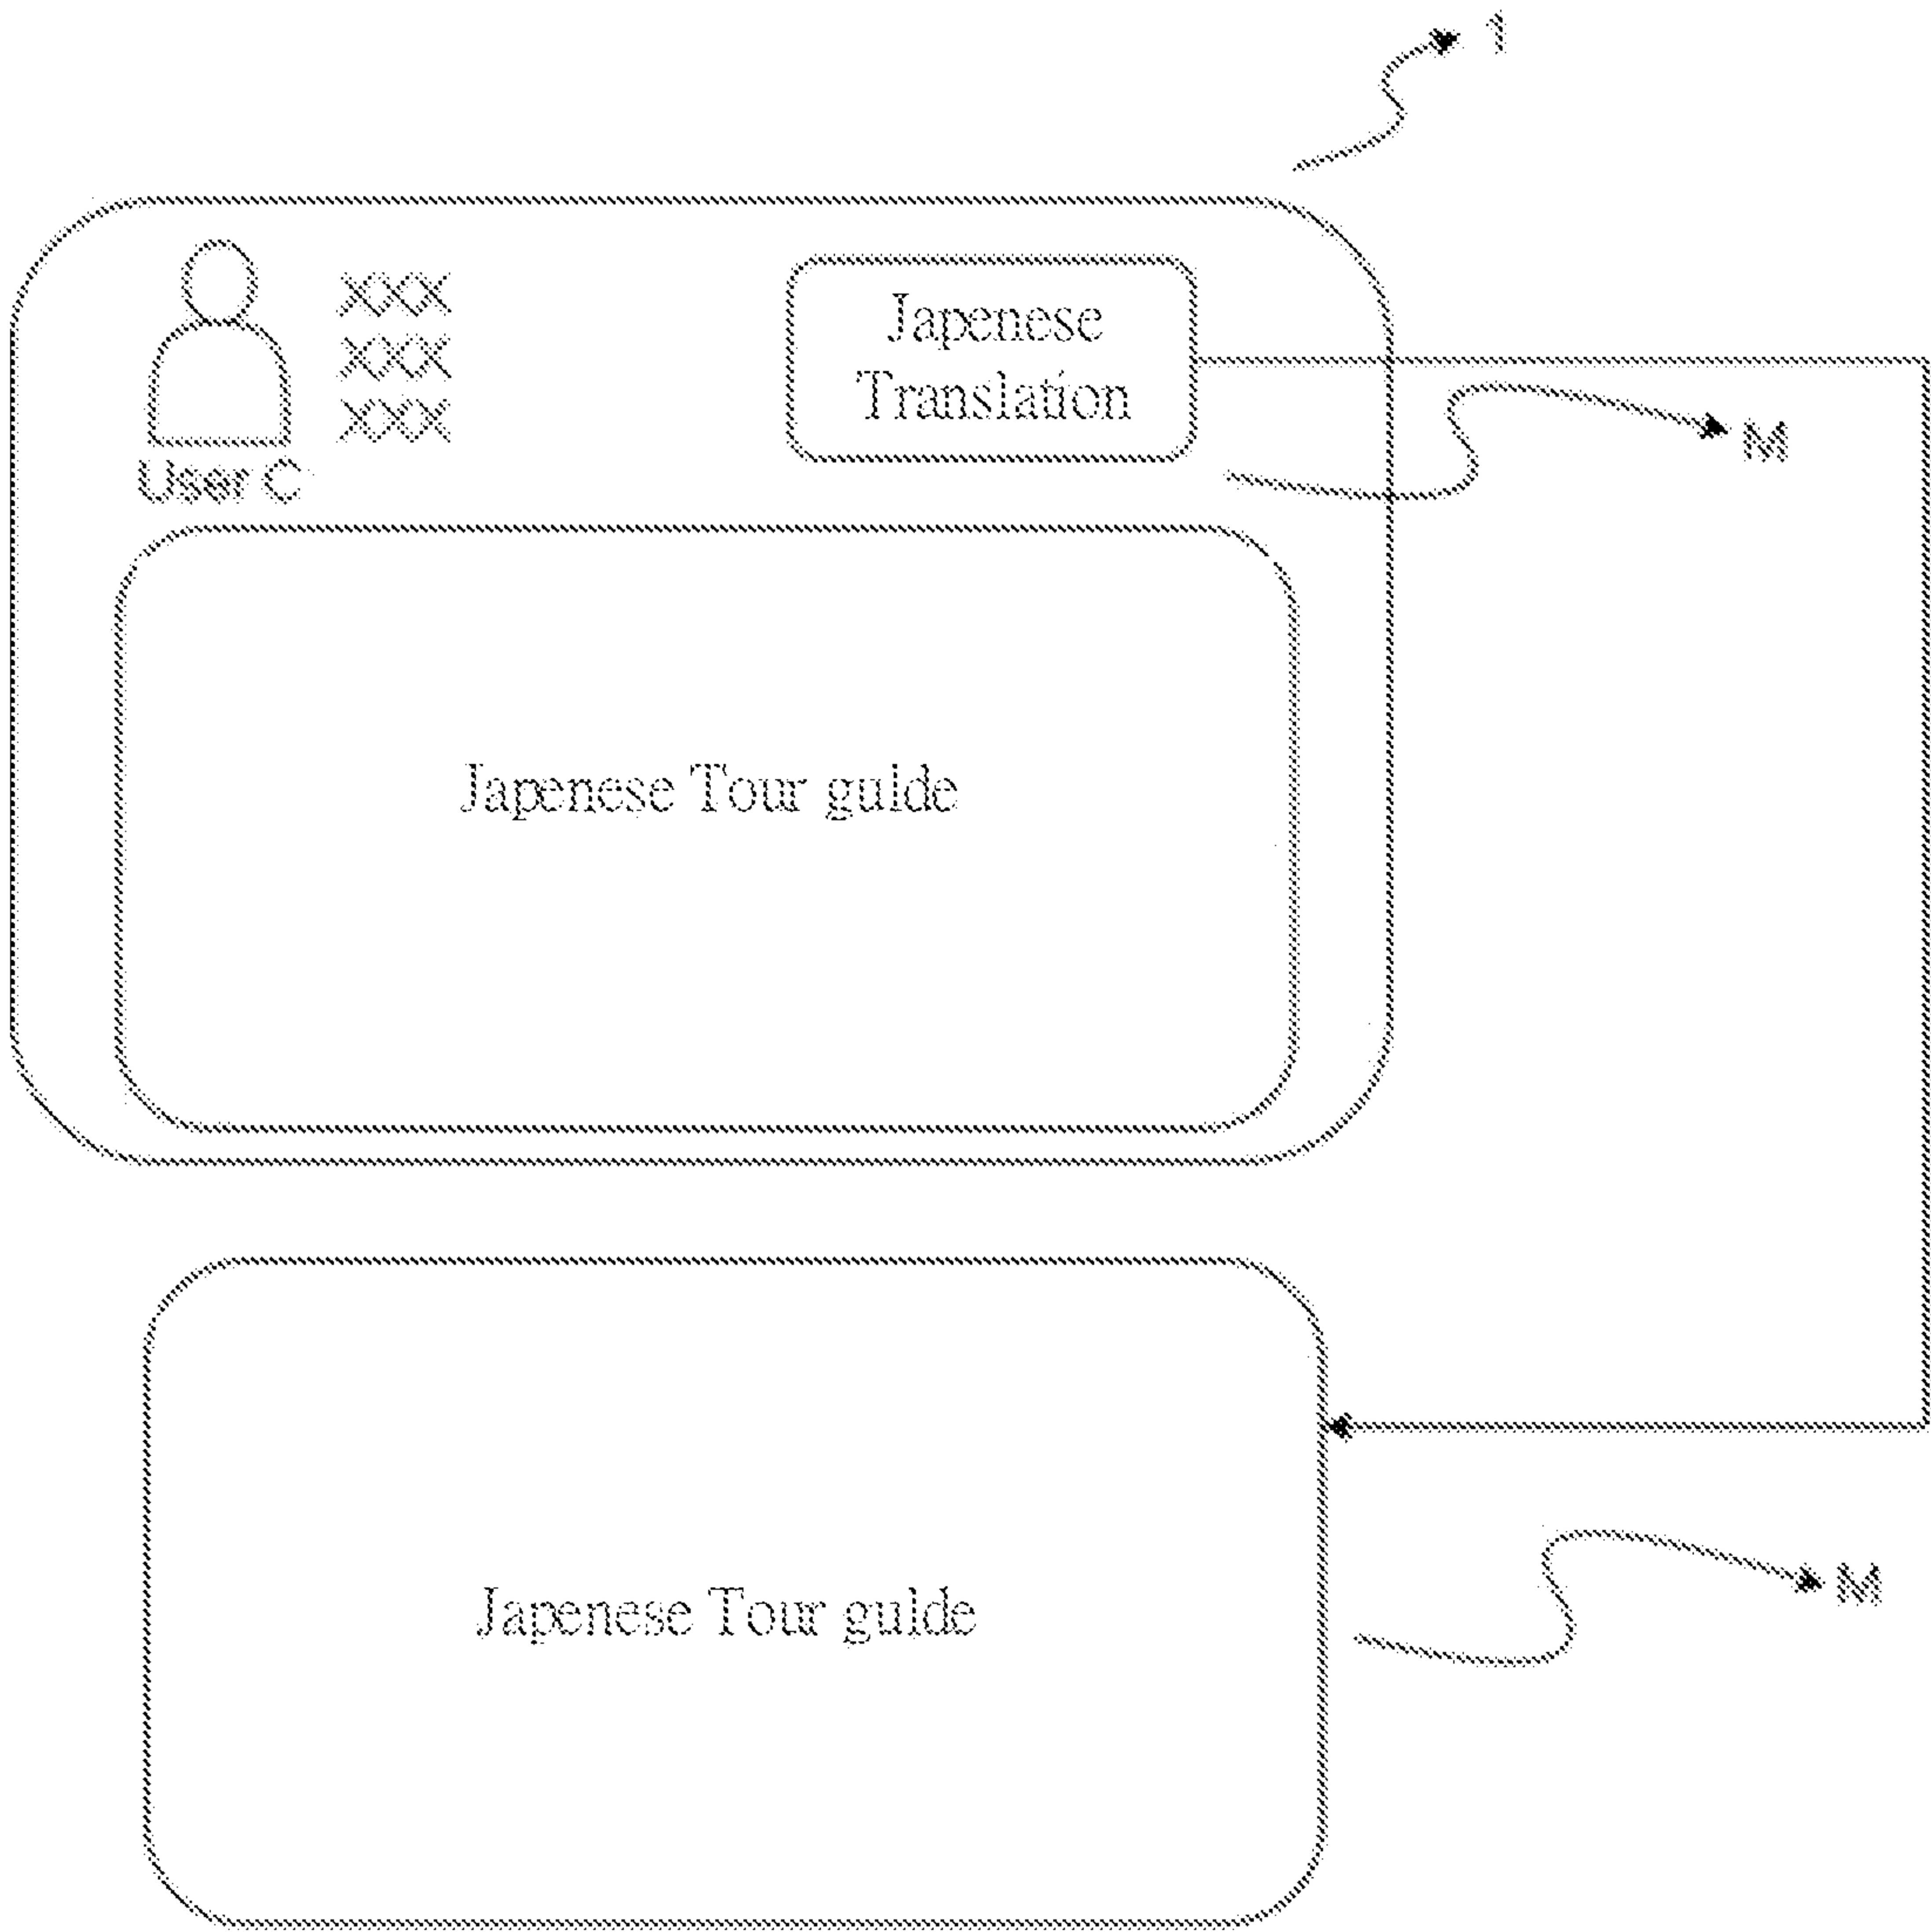 1
XXX
XXX
XXX
User C
Japenese
Translation
M
Japenese Tour guide
Japenese Tour guide
M